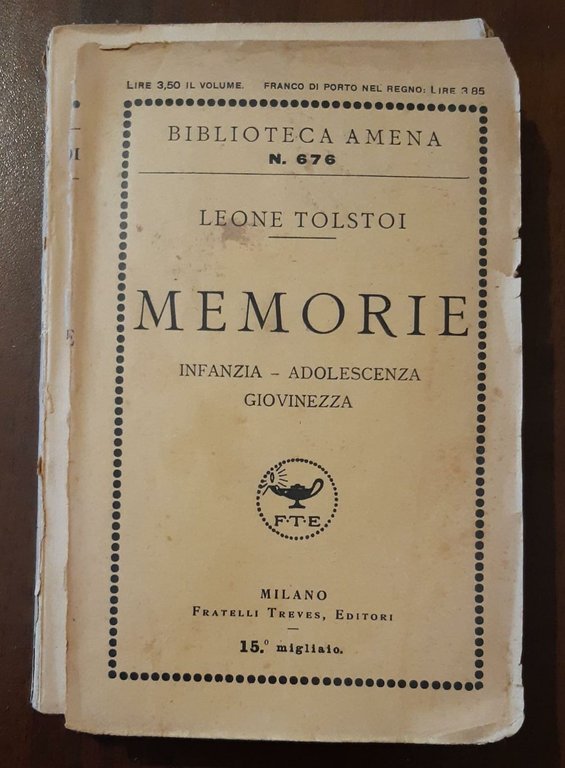 LIRE 3,50 IL VOLUME. FRANCO DI PORTO NEL REGNO: LIRE 3 85
BIBLIOTECA AMENA
N. 676
LEONE TOLSTOI
MEMORIE
INFANZIA - ADOLESCENZA
GIOVINEZZA
F·T·E
MILANO
FRATELLI TREVES, EDITORI
15.° migliaio.